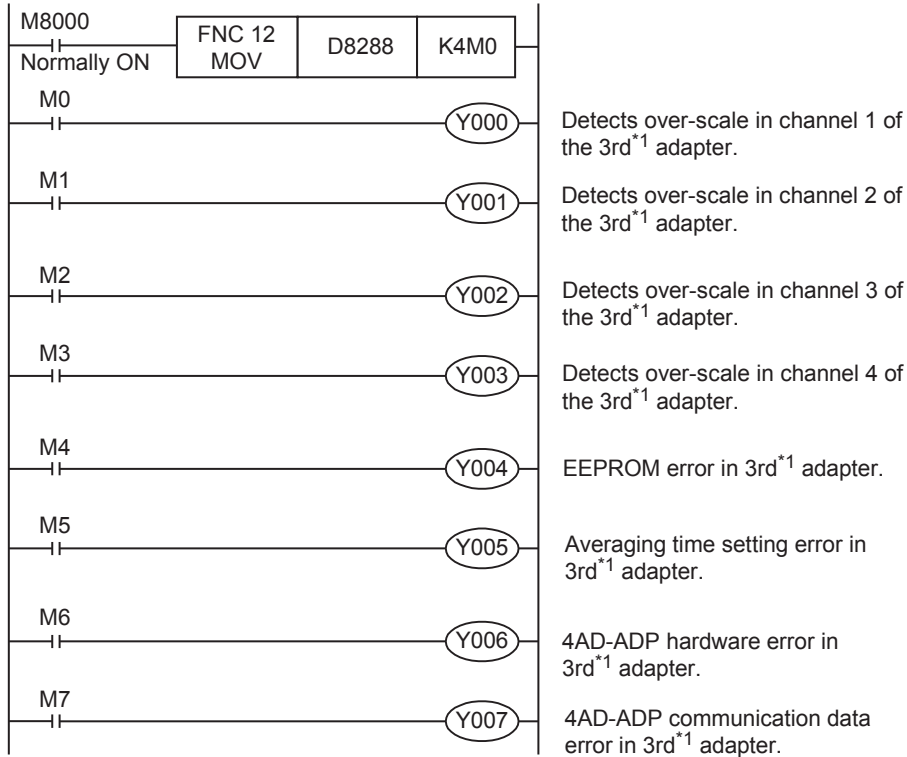 M8000
FNC 12
MOV
D8288
K4M0
Normally ON
M0
Y000
Detects over-scale in channel 1 of
the 3rd*1 adapter.
M1
Y001
Detects over-scale in channel 2 of
the 3rd*1 adapter.
M2
Y002
Detects over-scale in channel 3 of
the 3rd*1 adapter.
M3
Y003
Detects over-scale in channel 4 of
the 3rd*1 adapter.
M4
Y004
EEPROM error in 3rd*1 adapter.
M5
Y005
Averaging time setting error in
3rd*1 adapter.
M6
Y006
4AD-ADP hardware error in
3rd*1 adapter.
M7
Y007
4AD-ADP communication data
error in 3rd*1 adapter.